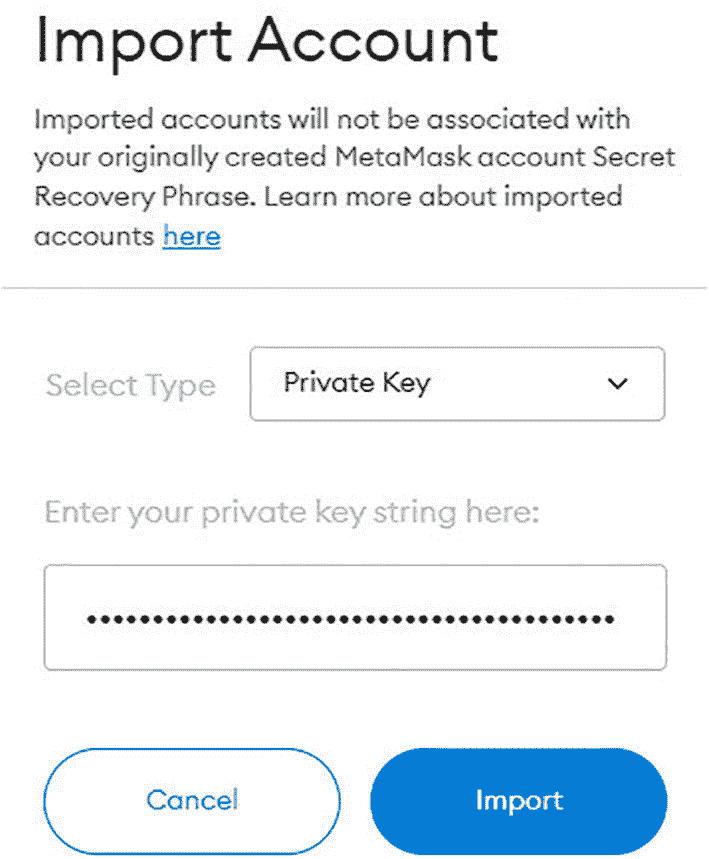 Import Account
Imported accounts will not be associated with
your originally created MetaMask account Secret
Recovery Phrase. Learn more about imported
accounts here
Select Type
Private Key
Enter your private key string here:
••••••••••••••••••••••••••••••••••••••••
Cancel
Import